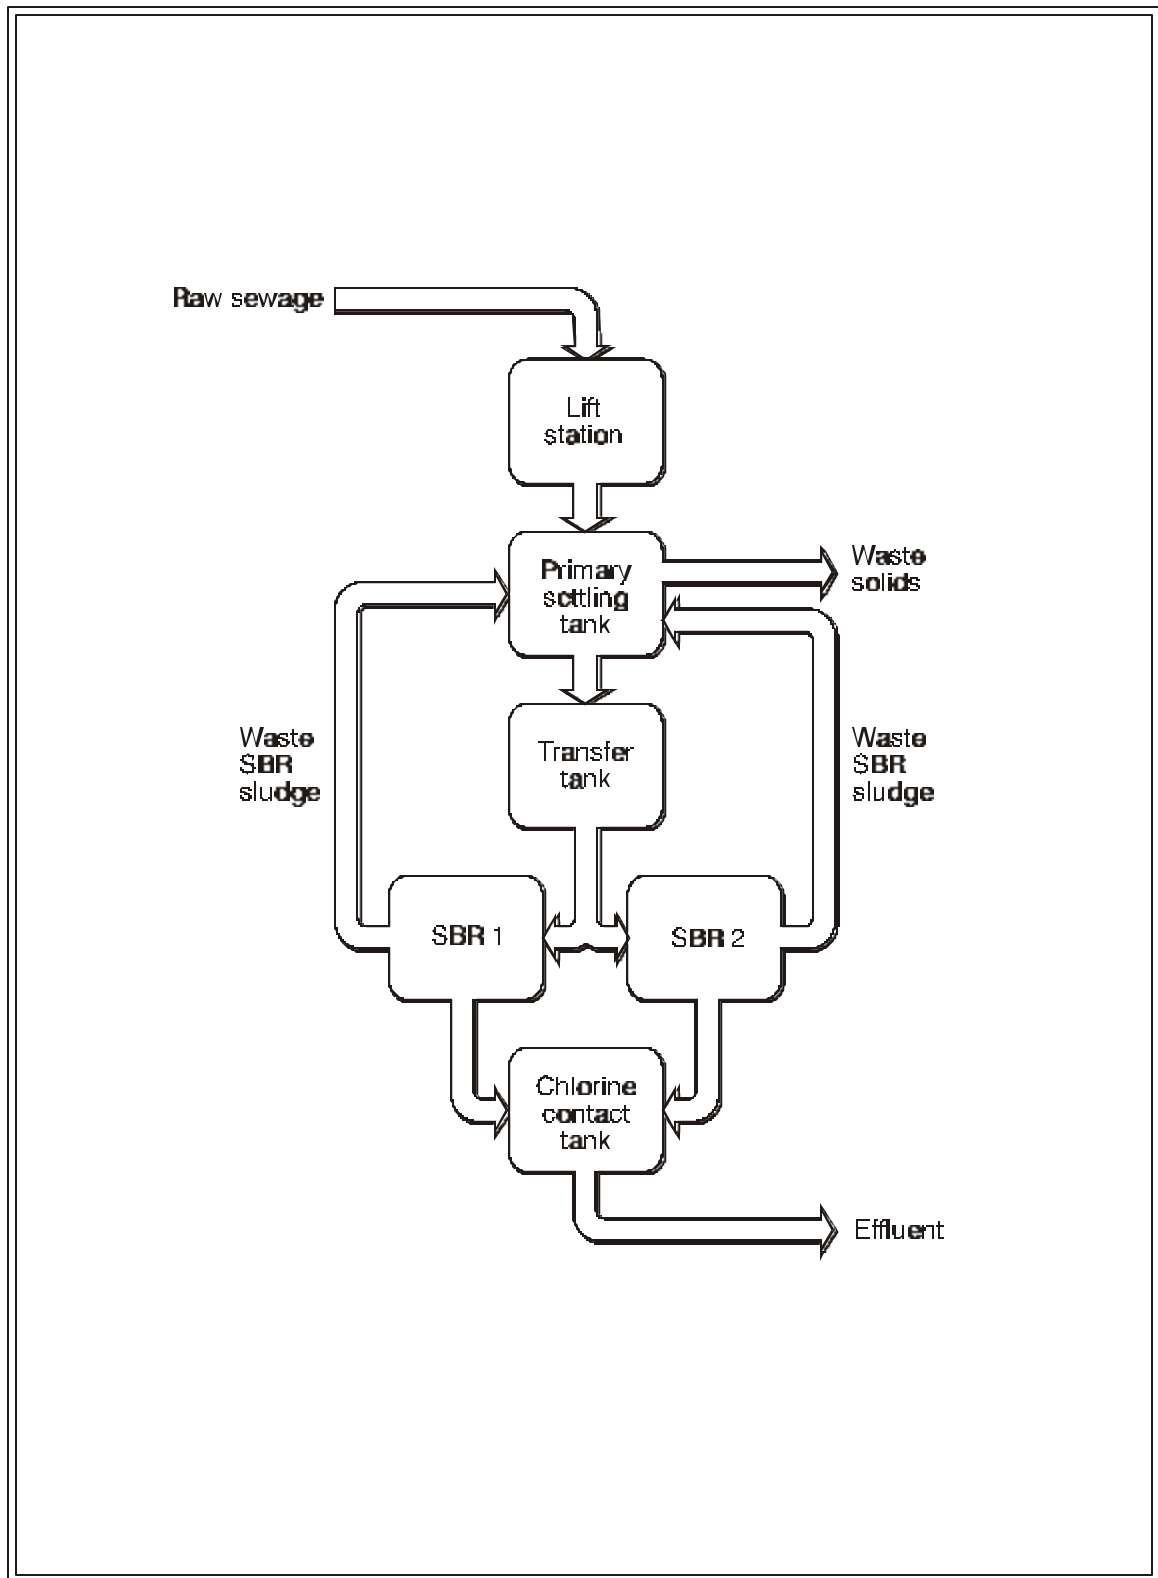 Raw sewage
Lift
station
Primary
settling
tank
Waste
solids
Waste
SBR
sludge
Transfer
tank
Waste
SBR
sludge
SBR 1
SBR 2
Chlorine
contact
tank
Effluent